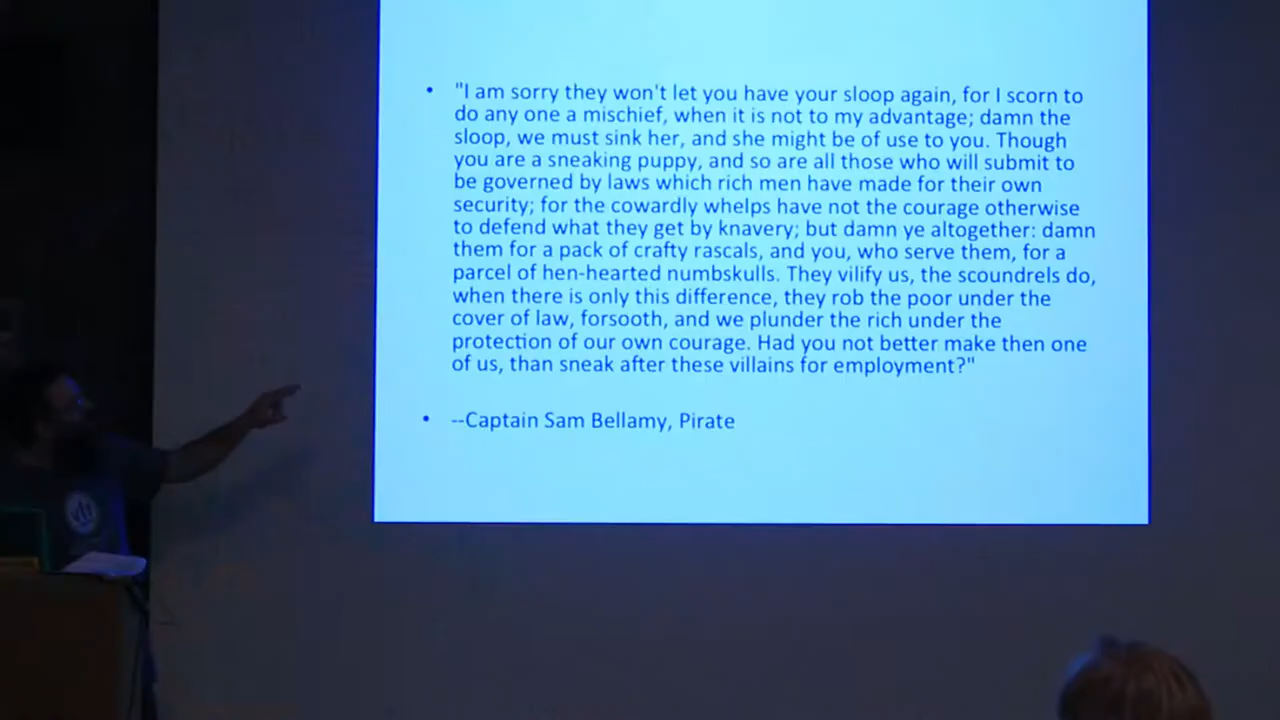 • "I am sorry they won't let you have your sloop again, for I scorn to
do any one a mischief, when it is not to my advantage; damn the
sloop, we must sink her, and she might be of use to you. Though
you are a sneaking puppy, and so are all those who will submit to
be governed by laws which rich men have made for their own
security; for the cowardly whelps have not the courage otherwise
to defend what they get by knavery; but damn ye altogether: damn
them for a pack of crafty rascals, and you, who serve them, for a
parcel of hen-hearted numbskulls. They vilify us, the scoundrels do,
when there is only this difference, they rob the poor under the
cover of law, forsooth, and we plunder the rich under the
protection of our own courage. Had you not better make then one
of us, than sneak after these villains for employment?"
• --Captain Sam Bellamy, Pirate